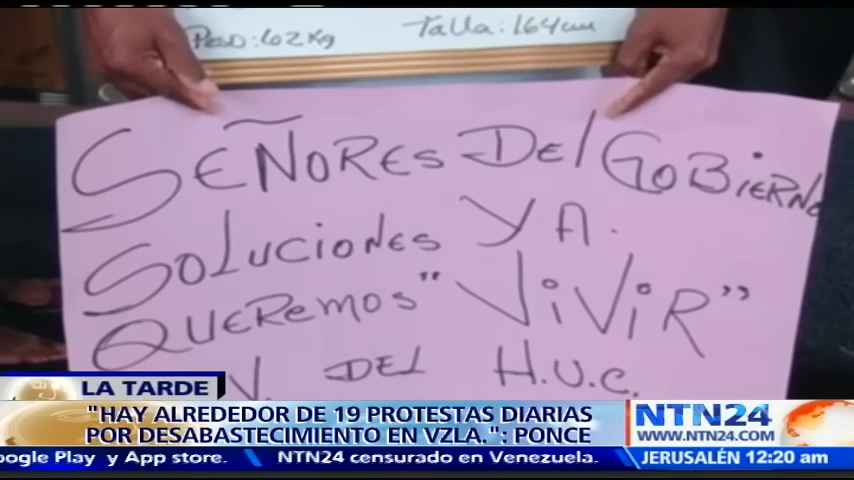 Peso: 62 Kg Talla: 164 cm
SEÑORES DEl GOBiERNO
SOLUCiONES YA.
QUEREMOS "ViViR"
V. DEL H.U.C.
LA TARDE
"HAY ALREDEDOR DE 19 PROTESTAS DIARIAS
POR DESABASTECIMIENTO EN VZLA.": PONCE
NTN24
WWW.NTN24.COM
oogle Play y App store. NTN24 censurado en Venezuela.
JERUSALÉN 12:20 am